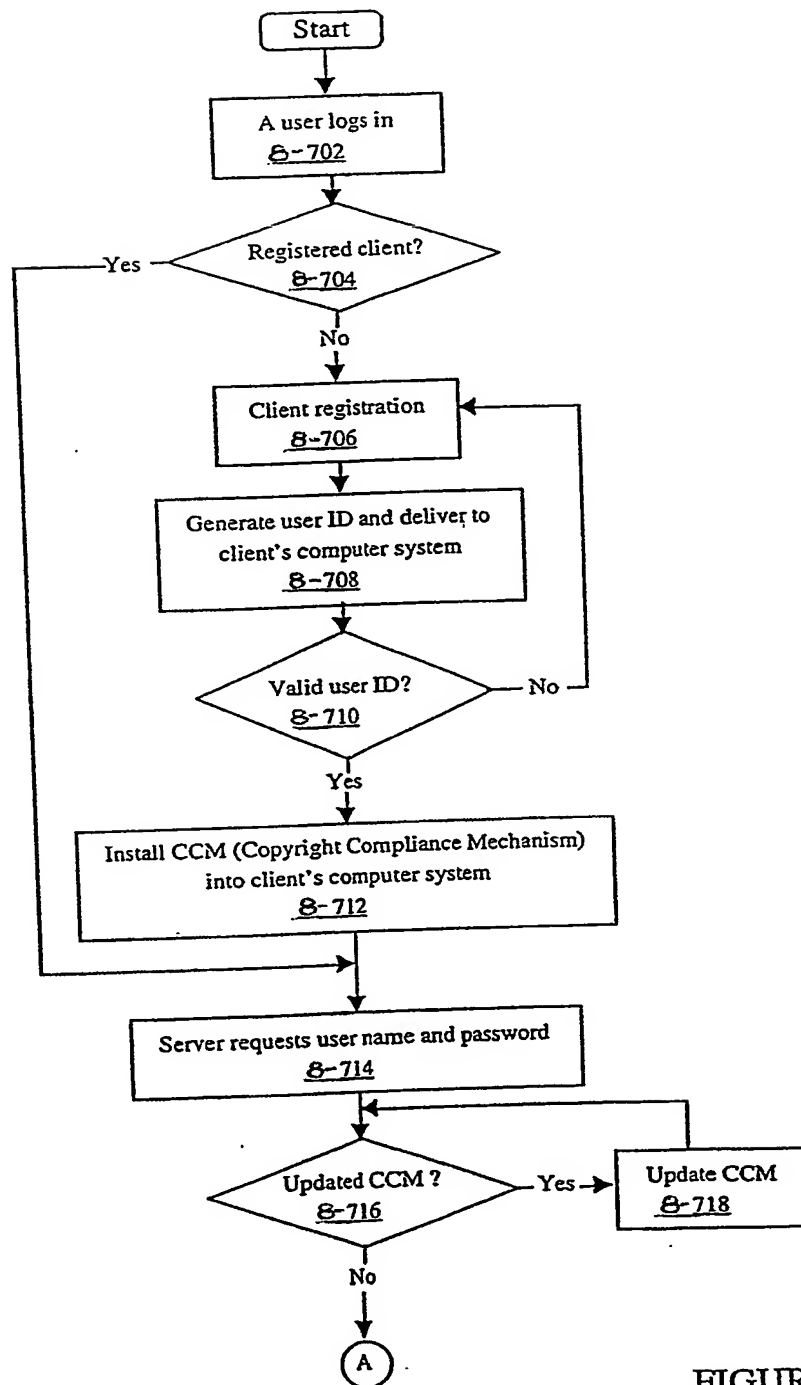 Start
A user logs in
8-702
Registered client?
8-704
Yes
No
Client registration
8-706
Generate user ID and deliver to
client's computer system
8-708
Valid user ID?
8-710
No
Yes
Install CCM (Copyright Compliance Mechanism)
into client's computer system
8-712
Server requests user name and password
8-714
Updated CCM ?
8-716
Yes
Update CCM
8-718
No
A
FIGUR